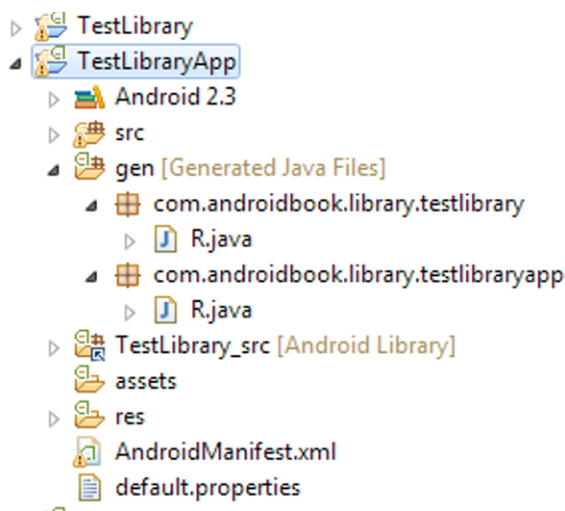 TestLibrary
TestLibraryApp
Android 2.3
src
gen [Generated Java Files]
com.androidbook.library.testlibrary
R.java
com.androidbook.library.testlibraryapp
R.java
TestLibrary_src [Android Library]
assets
res
AndroidManifest.xml
default.properties